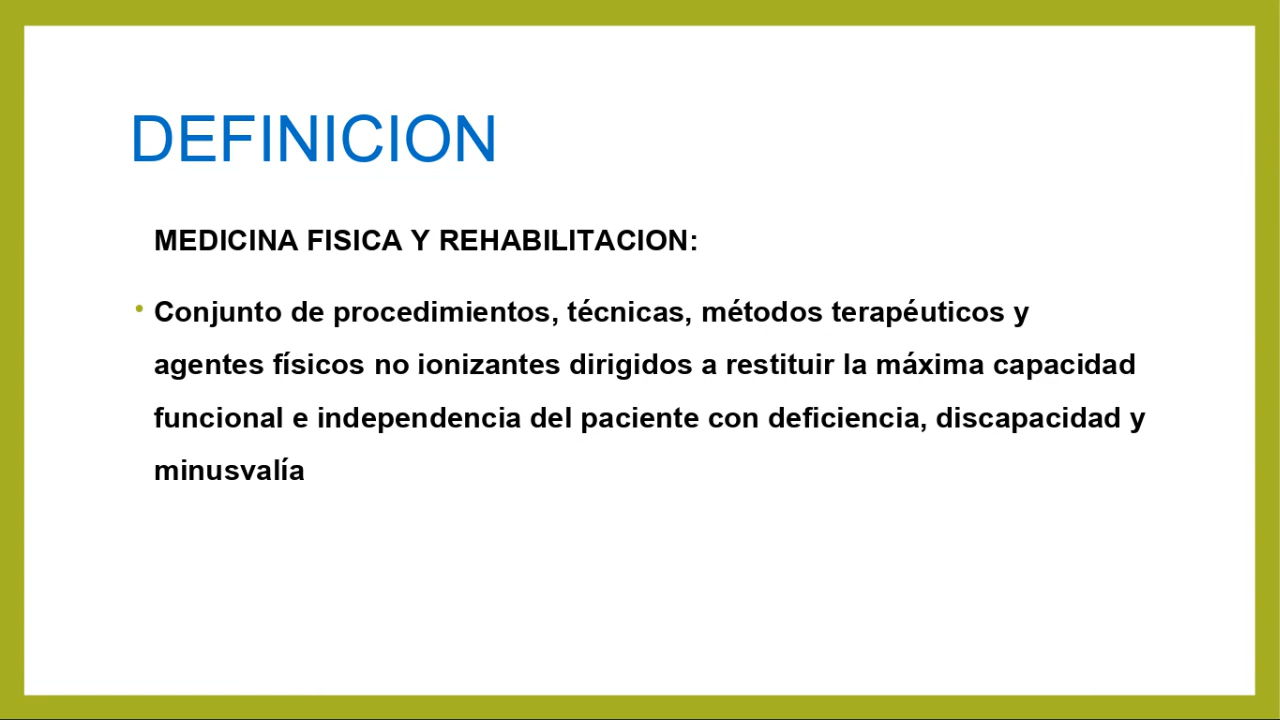 DEFINICION
MEDICINA FISICA Y REHABILITACION:
• Conjunto de procedimientos, técnicas, métodos terapéuticos y
agentes físicos no ionizantes dirigidos a restituir la máxima capacidad
funcional e independencia del paciente con deficiencia, discapacidad y
minusvalía